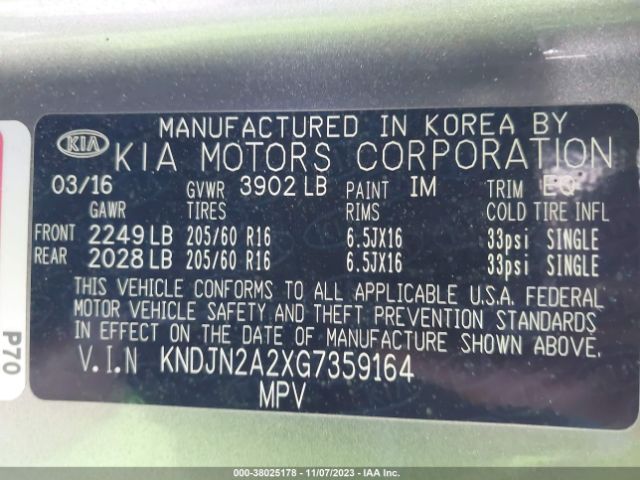 MANUFACTURED IN KOREA BY
KIA KIA MOTORS CORPORATION
03/16 GVWR 3902 LB PAINT IM TRIM EQ
GAWR TIRES RIMS COLD TIRE INFL
FRONT 2249 LB 205/60 R16 6.5JX16 33psi SINGLE
REAR 2028 LB 205/60 R16 6.5JX16 33psi SINGLE
THIS VEHICLE CONFORMS TO ALL APPLICABLE U.S.A. FEDERAL
MOTOR VEHICLE SAFETY AND THEFT PREVENTION STANDARDS
IN EFFECT ON THE DATE OF MANUFACTURE SHOWN ABOVE.
V.I.N KNDJN2A2XG7359164
MPV
P70
000-38025178 - 11/07/2023 - IAA Inc.